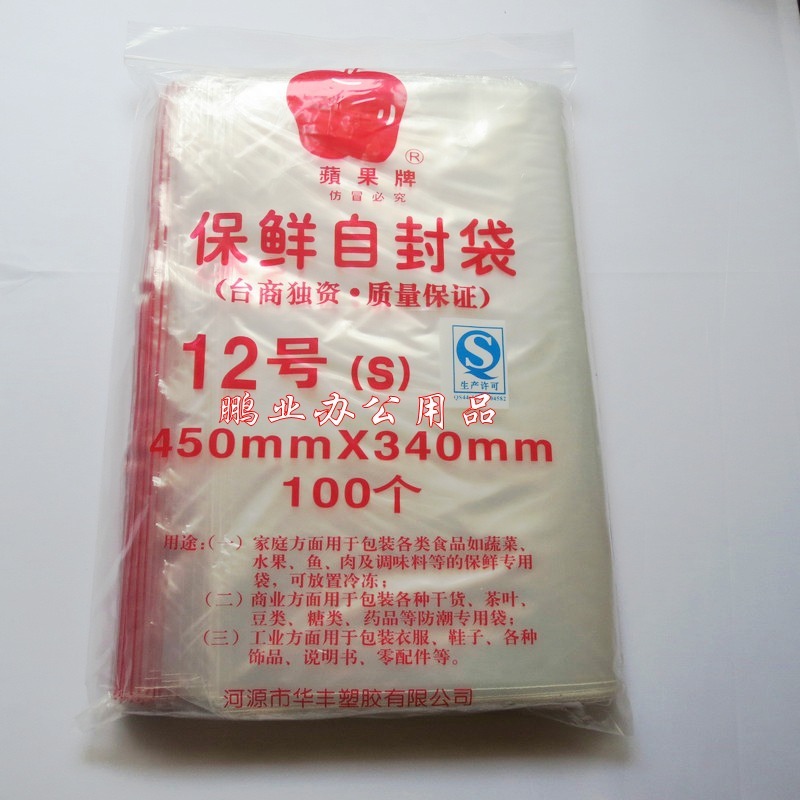 ®
蘋果牌
仿冒必究
保鲜自封袋
(台商独资·质量保证)
12号(S)
生产许可
鹏业办公用品
450mmX340mm
100个
用途:(一)家庭方面用于包装各类食品如蔬菜、
水果、鱼、肉及调味料等的保鲜专用
袋,可放置冷冻;
(二)商业方面用于包装各种干货、茶叶、
豆类、糖类、药品等防潮专用袋;
(三)工业方面用于包装衣服、鞋子、各种
饰品、说明书、零配件等。
河源市华丰塑胶有限公司